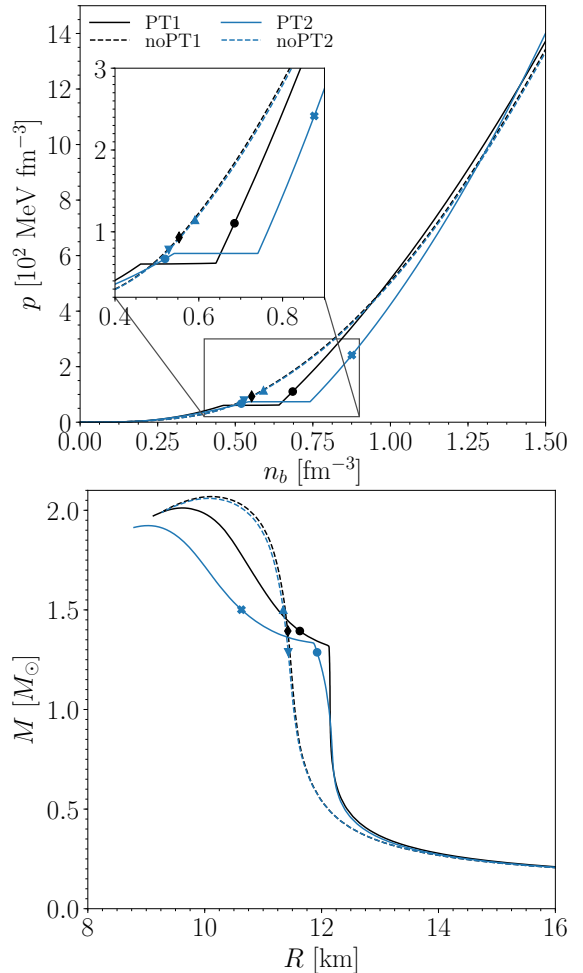 PT1 PT2
noPT1 noPT2
14
12
10
8
6
4
2
0
p [10² MeV fm⁻³]
3
2
1
0.4 0.6 0.8
0.00 0.25 0.50 0.75 1.00 1.25 1.50
n_b [fm⁻³]
2.0
1.5
1.0
0.5
0.0
M [M⊙]
8 10 12 14 16
R [km]